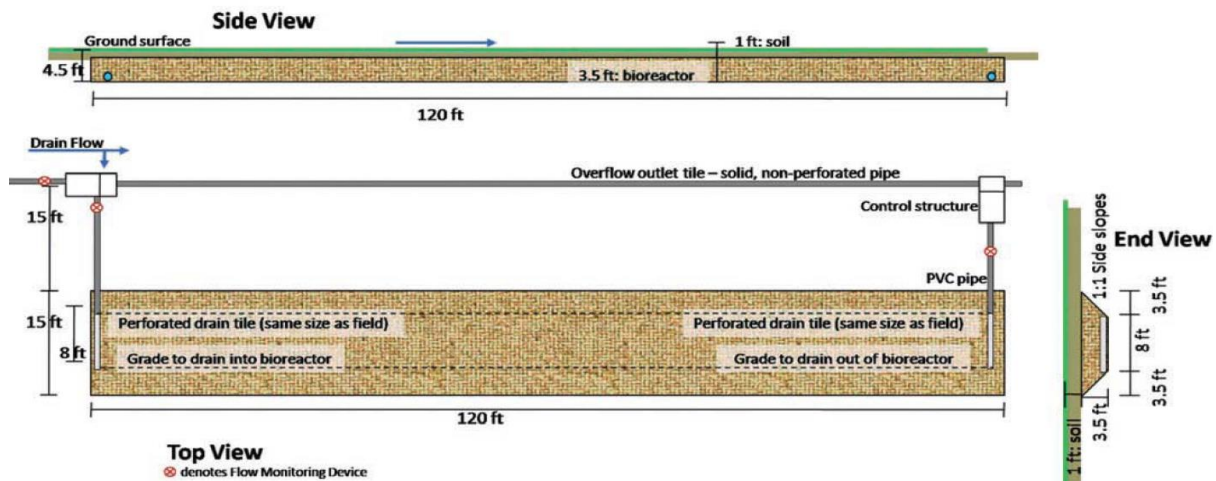 Side View
Ground surface
1 ft: soil
4.5 ft
3.5 ft: bioreactor
120 ft
Drain Flow
Overflow outlet tile – solid, non-perforated pipe
15 ft
Control structure
PVC pipe
15 ft
Perforated drain tile (same size as field)
Perforated drain tile (same size as field)
8 ft
Grade to drain into bioreactor
Grade to drain out of bioreactor
120 ft
Top View
denotes Flow Monitoring Device
End View
1:1 Side slopes
3.5 ft
8 ft
3.5 ft
3.5 ft
1 ft: soil